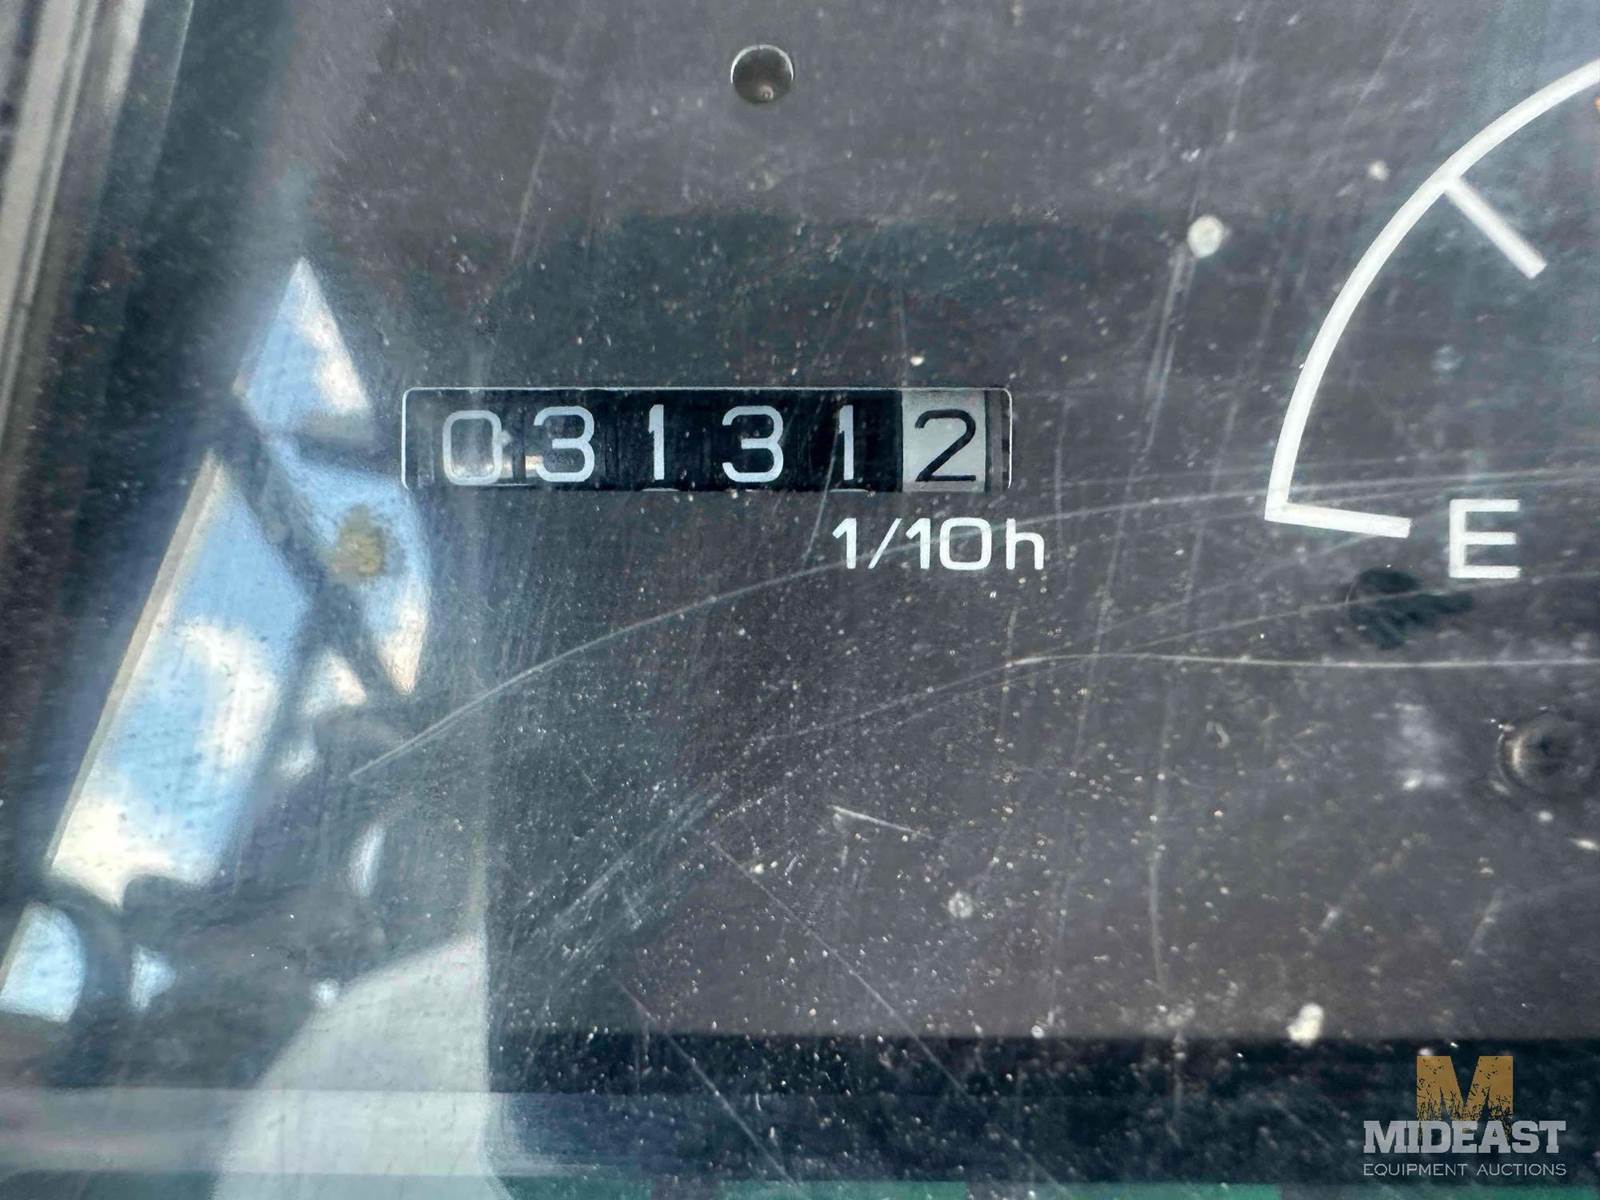 031312
1/10h
E
M
MIDEAST
EQUIPMENT AUCTIONS